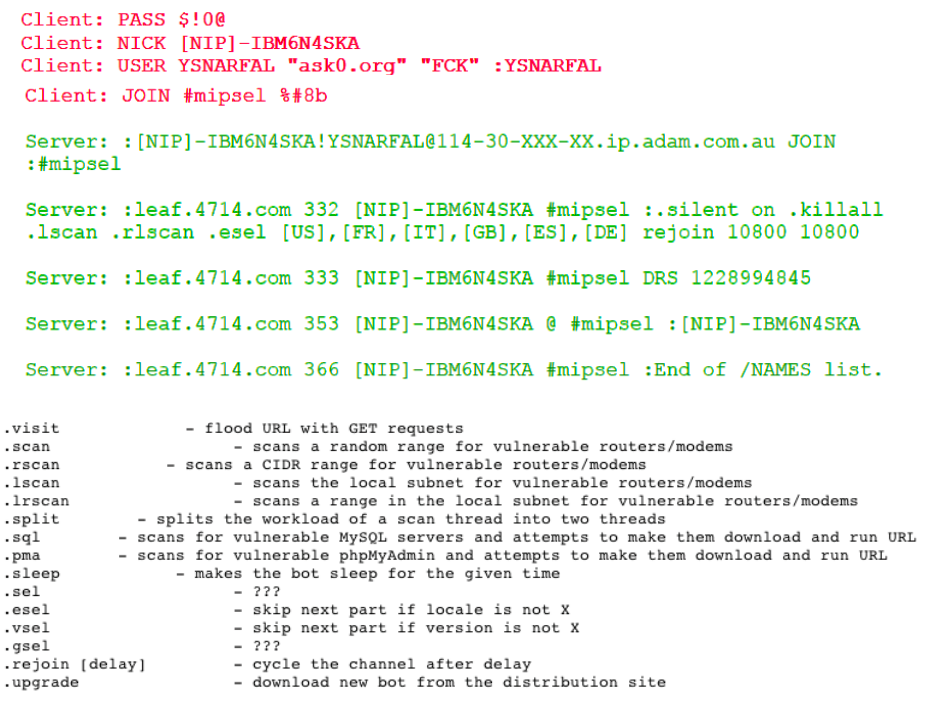 Client: PASS $!0@
Client: NICK [NIP]-IBM6N4SKA
Client: USER YSNARFAL "ask0.org" "FCK" :YSNARFAL
Client: JOIN #mipsel %#8b
Server: :[NIP]-IBM6N4SKA!YSNARFAL@114-30-XXX-XX.ip.adam.com.au JOIN
:#mipsel
Server: :leaf.4714.com 332 [NIP]-IBM6N4SKA #mipsel :.silent on .killall
.lscan .rlscan .esel [US],[FR],[IT],[GB],[ES],[DE] rejoin 10800 10800
Server: :leaf.4714.com 333 [NIP]-IBM6N4SKA #mipsel DRS 1228994845
Server: :leaf.4714.com 353 [NIP]-IBM6N4SKA @ #mipsel :[NIP]-IBM6N4SKA
Server: :leaf.4714.com 366 [NIP]-IBM6N4SKA #mipsel :End of /NAMES list.
.visit - flood URL with GET requests
.scan - scans a random range for vulnerable routers/modems
.rscan - scans a CIDR range for vulnerable routers/modems
.lscan - scans the local subnet for vulnerable routers/modems
.lrscan - scans a range in the local subnet for vulnerable routers/modems
.split - splits the workload of a scan thread into two threads
.sql - scans for vulnerable MySQL servers and attempts to make them download and run URL
.pma - scans for vulnerable phpMyAdmin and attempts to make them download and run URL
.sleep - makes the bot sleep for the given time
.sel - ???
.esel - skip next part if locale is not X
.vsel - skip next part if version is not X
.gsel - ???
.rejoin [delay] - cycle the channel after delay
.upgrade - download new bot from the distribution site